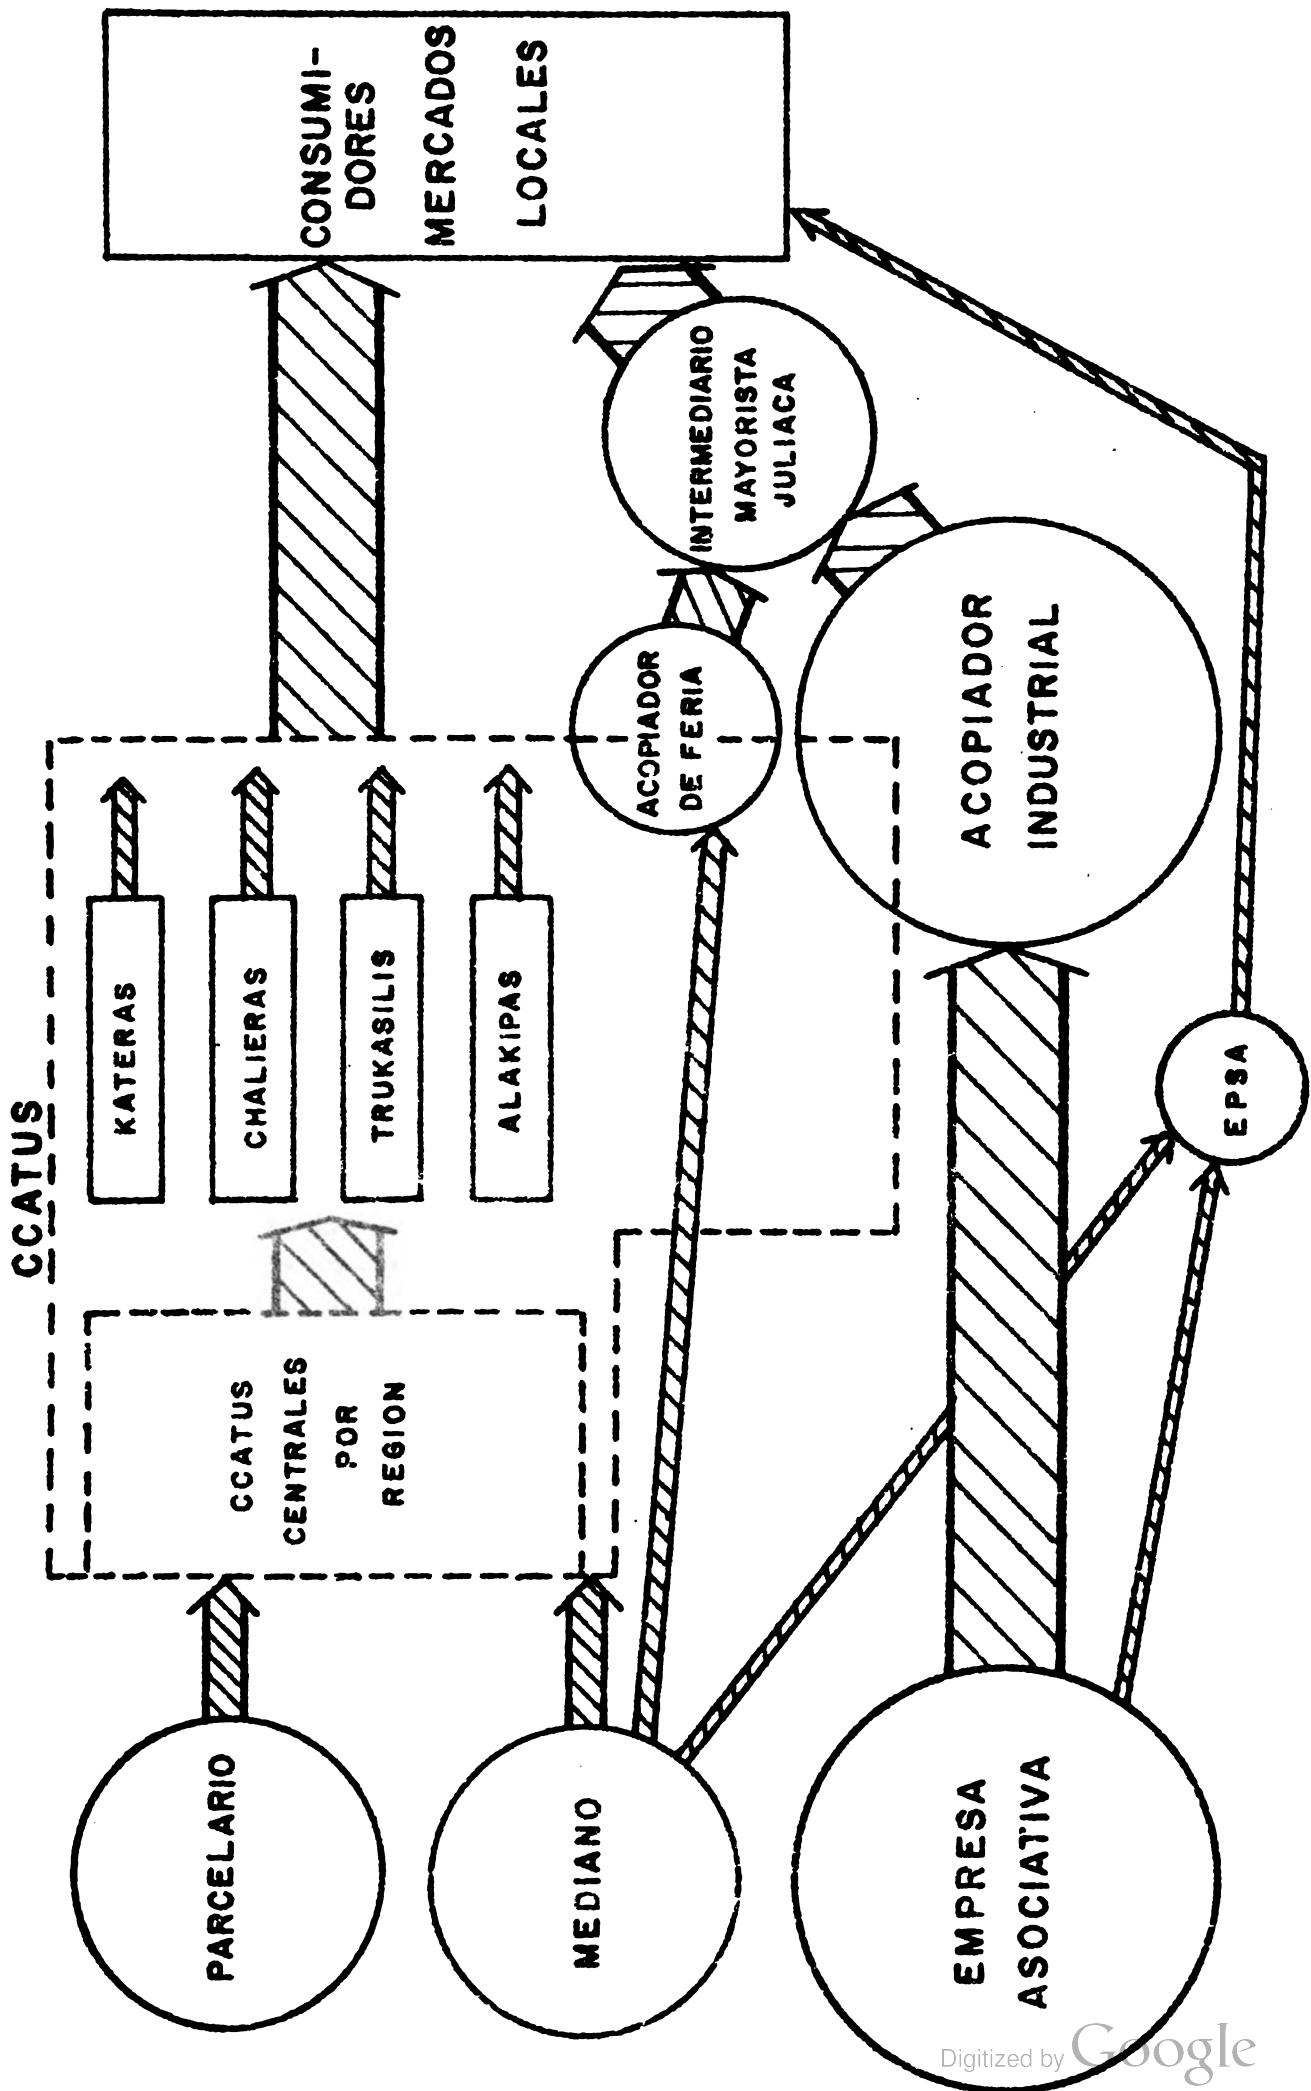 CCATUS
PARCELARIO
MEDIANO
EMPRESA
ASOCIATIVA
CCATUS
CENTRALES
POR
REGION
KATERAS
CHALIERAS
TRUKASILIS
ALAKIPAS
EPSA
ACOPIADOR
DE FERIA
ACOPIADOR
INDUSTRIAL
INTERMEDIARIO
MAYORISTA
JULIACA
CONSUMI-
DORES
MERCADOS
LOCALES
Digitized by Google